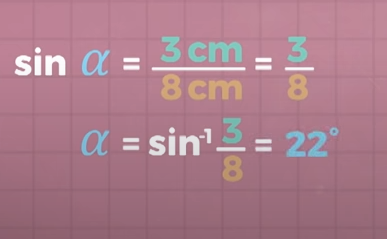 sin α = 3 cm / 8 cm = 3 / 8
α = sin⁻¹ 3 / 8 = 22°